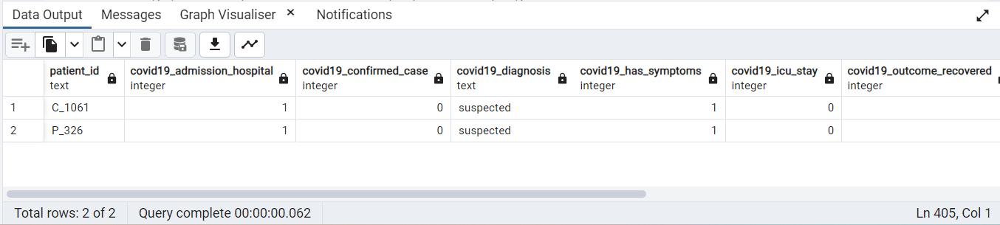 Data Output Messages Graph Visualiser × Notifications
patient_id covid19_admission_hospital covid19_confirmed_case covid19_diagnosis covid19_has_symptoms covid19_icu_stay covid19_outcome_recovered
text integer integer text integer integer integer
1 C_1061 1 0 suspected 1 0
2 P_326 1 0 suspected 1 0
Total rows: 2 of 2 Query complete 00:00:00.062 Ln 405, Col 1